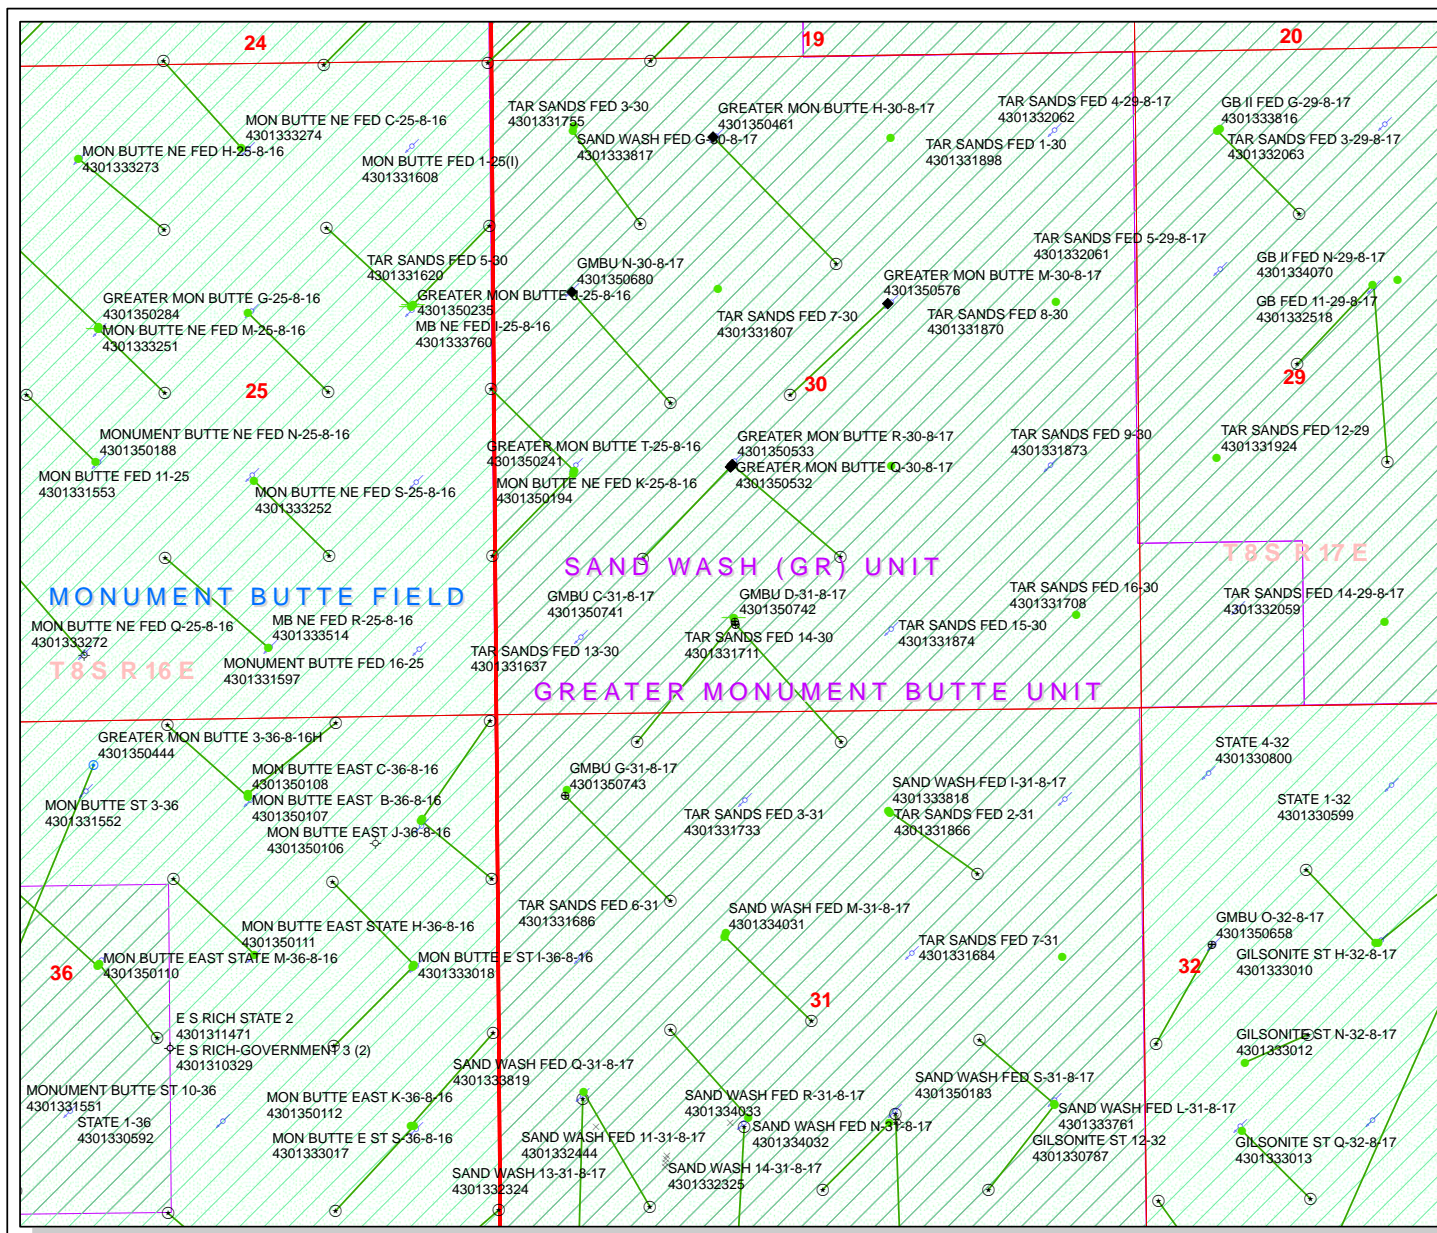 24
19
20
MON BUTTE NE FED C-25-8-16
4301333274
MON BUTTE NE FED H-25-8-16
4301333273
MON BUTTE FED 1-25(I)
4301331608
TAR SANDS FED 3-30
4301331755
SAND WASH FED G-30-8-17
4301333817
GREATER MON BUTTE H-30-8-17
4301350461
TAR SANDS FED 4-29-8-17
4301332062
TAR SANDS FED 1-30
4301331898
GB II FED G-29-8-17
4301333816
TAR SANDS FED 3-29-8-17
4301332063
TAR SANDS FED 5-30
4301331620
GREATER MON BUTTE G-25-8-16
4301350284
MON BUTTE NE FED M-25-8-16
4301333251
GREATER MON BUTTE J-25-8-16
4301350235
MB NE FED I-25-8-16
4301333760
GMBU N-30-8-17
4301350680
TAR SANDS FED 7-30
4301331807
TAR SANDS FED 5-29-8-17
4301332061
GREATER MON BUTTE M-30-8-17
4301350576
TAR SANDS FED 8-30
4301331870
GB II FED N-29-8-17
4301334070
GB FED 11-29-8-17
4301332518
25
30
29
MONUMENT BUTTE NE FED N-25-8-16
4301350188
MON BUTTE FED 11-25
4301331553
MON BUTTE NE FED S-25-8-16
4301333252
GREATER MON BUTTE T-25-8-16
4301350241
MON BUTTE NE FED K-25-8-16
4301350194
GREATER MON BUTTE R-30-8-17
4301350533
GREATER MON BUTTE Q-30-8-17
4301350532
TAR SANDS FED 9-30
4301331873
TAR SANDS FED 12-29
4301331924
T8S R17E
SAND WASH (GR) UNIT
MONUMENT BUTTE FIELD
MON BUTTE NE FED Q-25-8-16
4301333272
MB NE FED R-25-8-16
4301333514
MONUMENT BUTTE FED 16-25
4301331597
T8S R16E
GMBU C-31-8-17
4301350741
TAR SANDS FED 13-30
4301331637
GMBU D-31-8-17
4301350742
TAR SANDS FED 14-30
4301331711
TAR SANDS FED 16-30
4301331708
TAR SANDS FED 15-30
4301331874
TAR SANDS FED 14-29-8-17
4301332059
GREATER MONUMENT BUTTE UNIT
GREATER MON BUTTE 3-36-8-16H
4301350444
MON BUTTE EAST C-36-8-16
4301350108
MON BUTTE ST 3-36
4301331552
MON BUTTE EAST B-36-8-16
4301350107
MON BUTTE EAST J-36-8-16
4301350106
GMBU G-31-8-17
4301350743
TAR SANDS FED 3-31
4301331733
SAND WASH FED I-31-8-17
4301333818
TAR SANDS FED 2-31
4301331866
STATE 4-32
4301330800
STATE 1-32
4301330599
MON BUTTE EAST STATE H-36-8-16
4301350111
MON BUTTE EAST STATE M-36-8-16
4301350110
MON BUTTE E ST I-36-8-16
4301333018
TAR SANDS FED 6-31
4301331686
SAND WASH FED M-31-8-17
4301334031
TAR SANDS FED 7-31
4301331684
GMBU O-32-8-17
4301350658
GILSONITE ST H-32-8-17
4301333010
36
31
32
E S RICH STATE 2
4301311471
E S RICH-GOVERNMENT 3 (2)
4301310329
MONUMENT BUTTE ST 10-36
4301331551
STATE 1-36
4301330592
MON BUTTE EAST K-36-8-16
4301350112
MON BUTTE E ST S-36-8-16
4301333017
SAND WASH FED Q-31-8-17
4301333819
SAND WASH FED 11-31-8-17
4301332444
SAND WASH 13-31-8-17
4301332324
SAND WASH FED R-31-8-17
4301334033
SAND WASH FED N-31-8-17
4301334032
SAND WASH 14-31-8-17
4301332325
SAND WASH FED S-31-8-17
4301350183
SAND WASH FED L-31-8-17
4301333761
GILSONITE ST 12-32
4301330787
GILSONITE ST N-32-8-17
4301333012
GILSONITE ST Q-32-8-17
4301333013